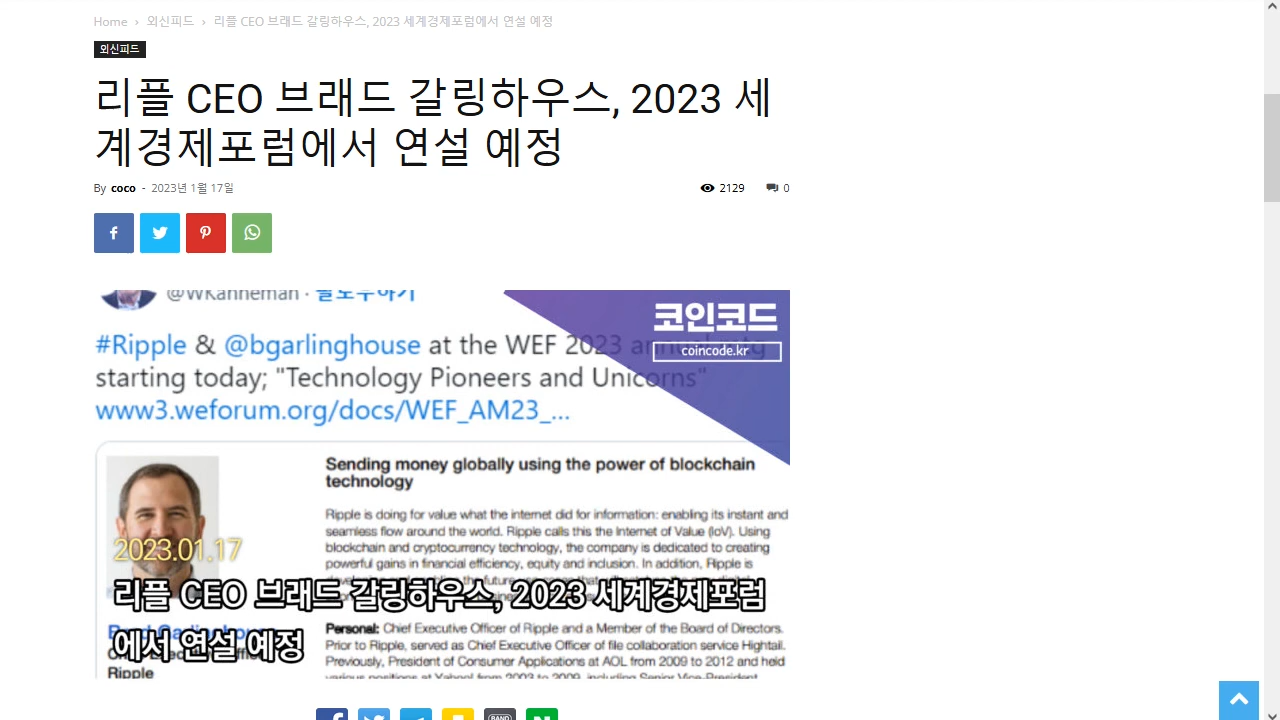 Home › 외신피드 › 리플 CEO 브래드 갈링하우스, 2023 세계경제포럼에서 연설 예정
외신피드
리플 CEO 브래드 갈링하우스, 2023 세
계경제포럼에서 연설 예정
By coco - 2023년 1월 17일 2129 0
@WKahneman · 팔로우하기
코인코드
coincode.kr
#Ripple & @bgarlinghouse at the WEF 2023 annual mtg
starting today; "Technology Pioneers and Unicorns"
www3.weforum.org/docs/WEF_AM23_...
Sending money globally using the power of blockchain
technology
Ripple is doing for value what the internet did for information: enabling its instant and
seamless flow around the world. Ripple calls this the Internet of Value (IoV). Using
blockchain and cryptocurrency technology, the company is dedicated to creating
powerful gains in financial efficiency, equity and inclusion. In addition, Ripple is
the future
2023.01.17
리플 CEO 브래드 갈링하우스, 2023 세계경제포럼
에서 연설 예정
Personal: Chief Executive Officer of Ripple and a Member of the Board of Directors.
Prior to Ripple, served as Chief Executive Officer of file collaboration service Hightail.
Previously, President of Consumer Applications at AOL from 2009 to 2012 and held
various positions at Yahoo! from 2003 to 2009, including Senior Vice-President
Ripple
BAND